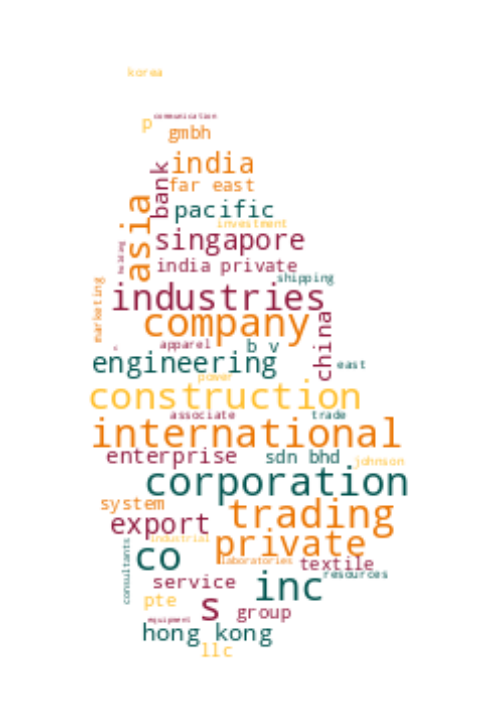 korea
communication
p
gmbh
india
bank
far east
asia
pacific
investment
singapore
holding
india private
shipping
industries
marketing
company
china
apparel
b v
engineering
east
power
construction
associate
trade
international
enterprise
sdn bhd
johnson
corporation
system
trading
export
industrial
private
co
consultants
laboratories
textile
resources
service
inc
pte
s
group
equipment
hong kong
llc